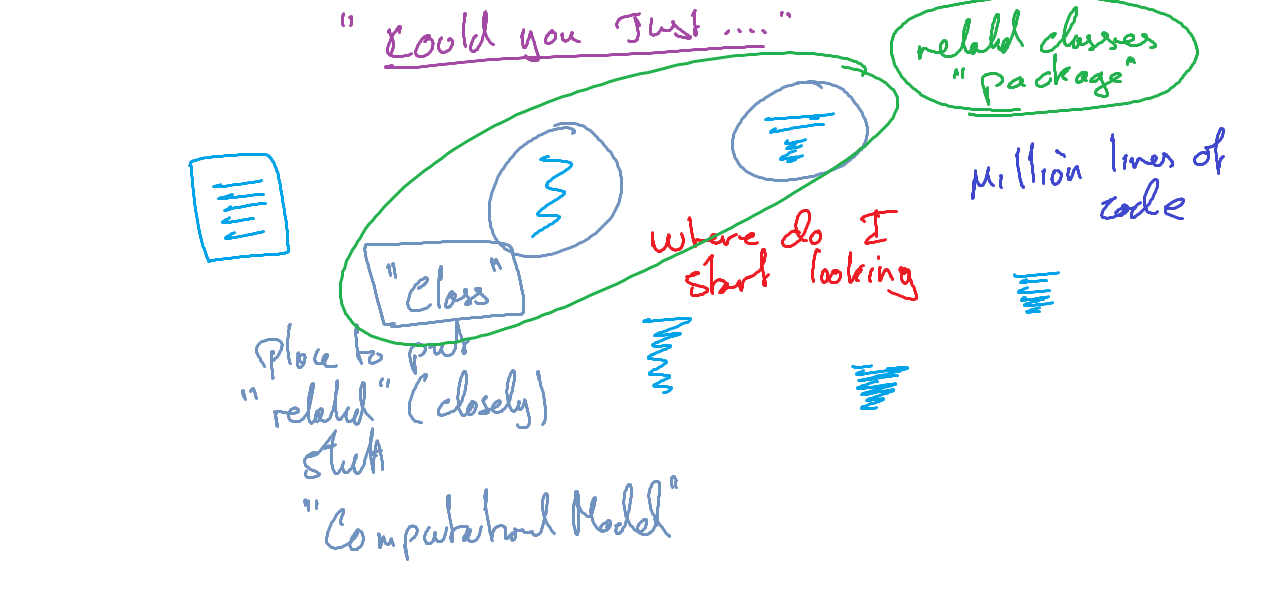 " Could you Just .... "
related classes
"package"
Million lines of
code
where do I
start looking
"Class"
place to put
"related" (closely)
stuff
"Computational Model"